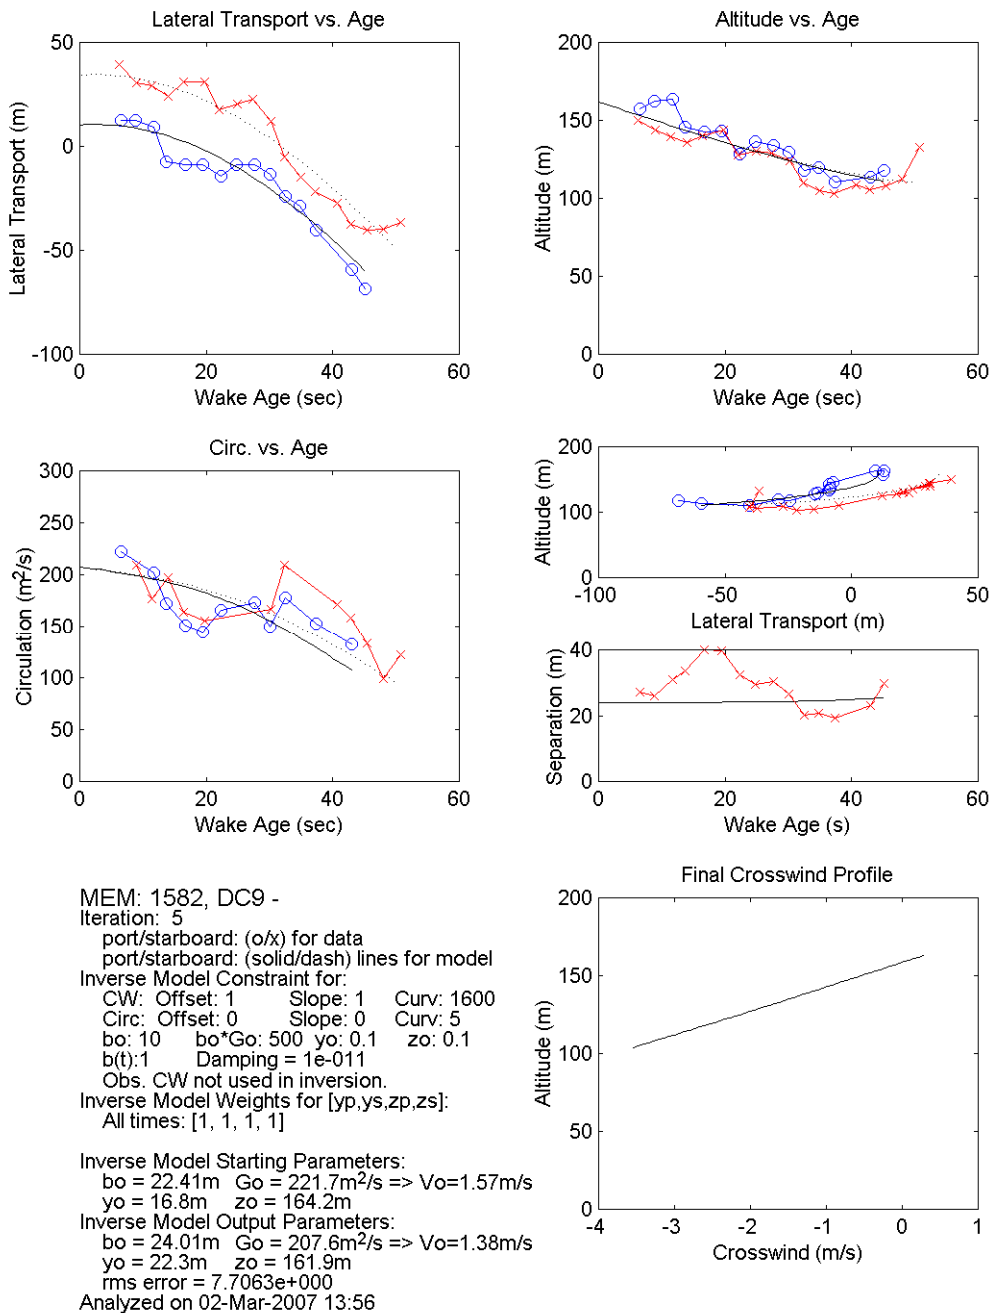 Lateral Transport vs. Age
50
0
-50
-100
0 20 40 60
Lateral Transport (m)
Wake Age (sec)
Altitude vs. Age
200
150
100
50
0
0 20 40 60
Altitude (m)
Wake Age (sec)
Circ. vs. Age
300
250
200
150
100
50
0
0 20 40 60
Circulation (m²/s)
Wake Age (sec)
200
100
0
-100 -50 0 50
Altitude (m)
Lateral Transport (m)
40
20
0
0 20 40 60
Separation (m)
Wake Age (s)
MEM: 1582, DC9 -
Iteration: 5
port/starboard: (o/x) for data
port/starboard: (solid/dash) lines for model
Inverse Model Constraint for:
CW: Offset: 1 Slope: 1 Curv: 1600
Circ: Offset: 0 Slope: 0 Curv: 5
bo: 10 bo*Go: 500 yo: 0.1 zo: 0.1
b(t):1 Damping = 1e-011
Obs. CW not used in inversion.
Inverse Model Weights for [yp,ys,zp,zs]:
All times: [1, 1, 1, 1]
Inverse Model Starting Parameters:
bo = 22.41m Go = 221.7m²/s => Vo=1.57m/s
yo = 16.8m zo = 164.2m
Inverse Model Output Parameters:
bo = 24.01m Go = 207.6m²/s => Vo=1.38m/s
yo = 22.3m zo = 161.9m
rms error = 7.7063e+000
Analyzed on 02-Mar-2007 13:56
Final Crosswind Profile
200
150
100
50
0
-4 -3 -2 -1 0 1
Altitude (m)
Crosswind (m/s)